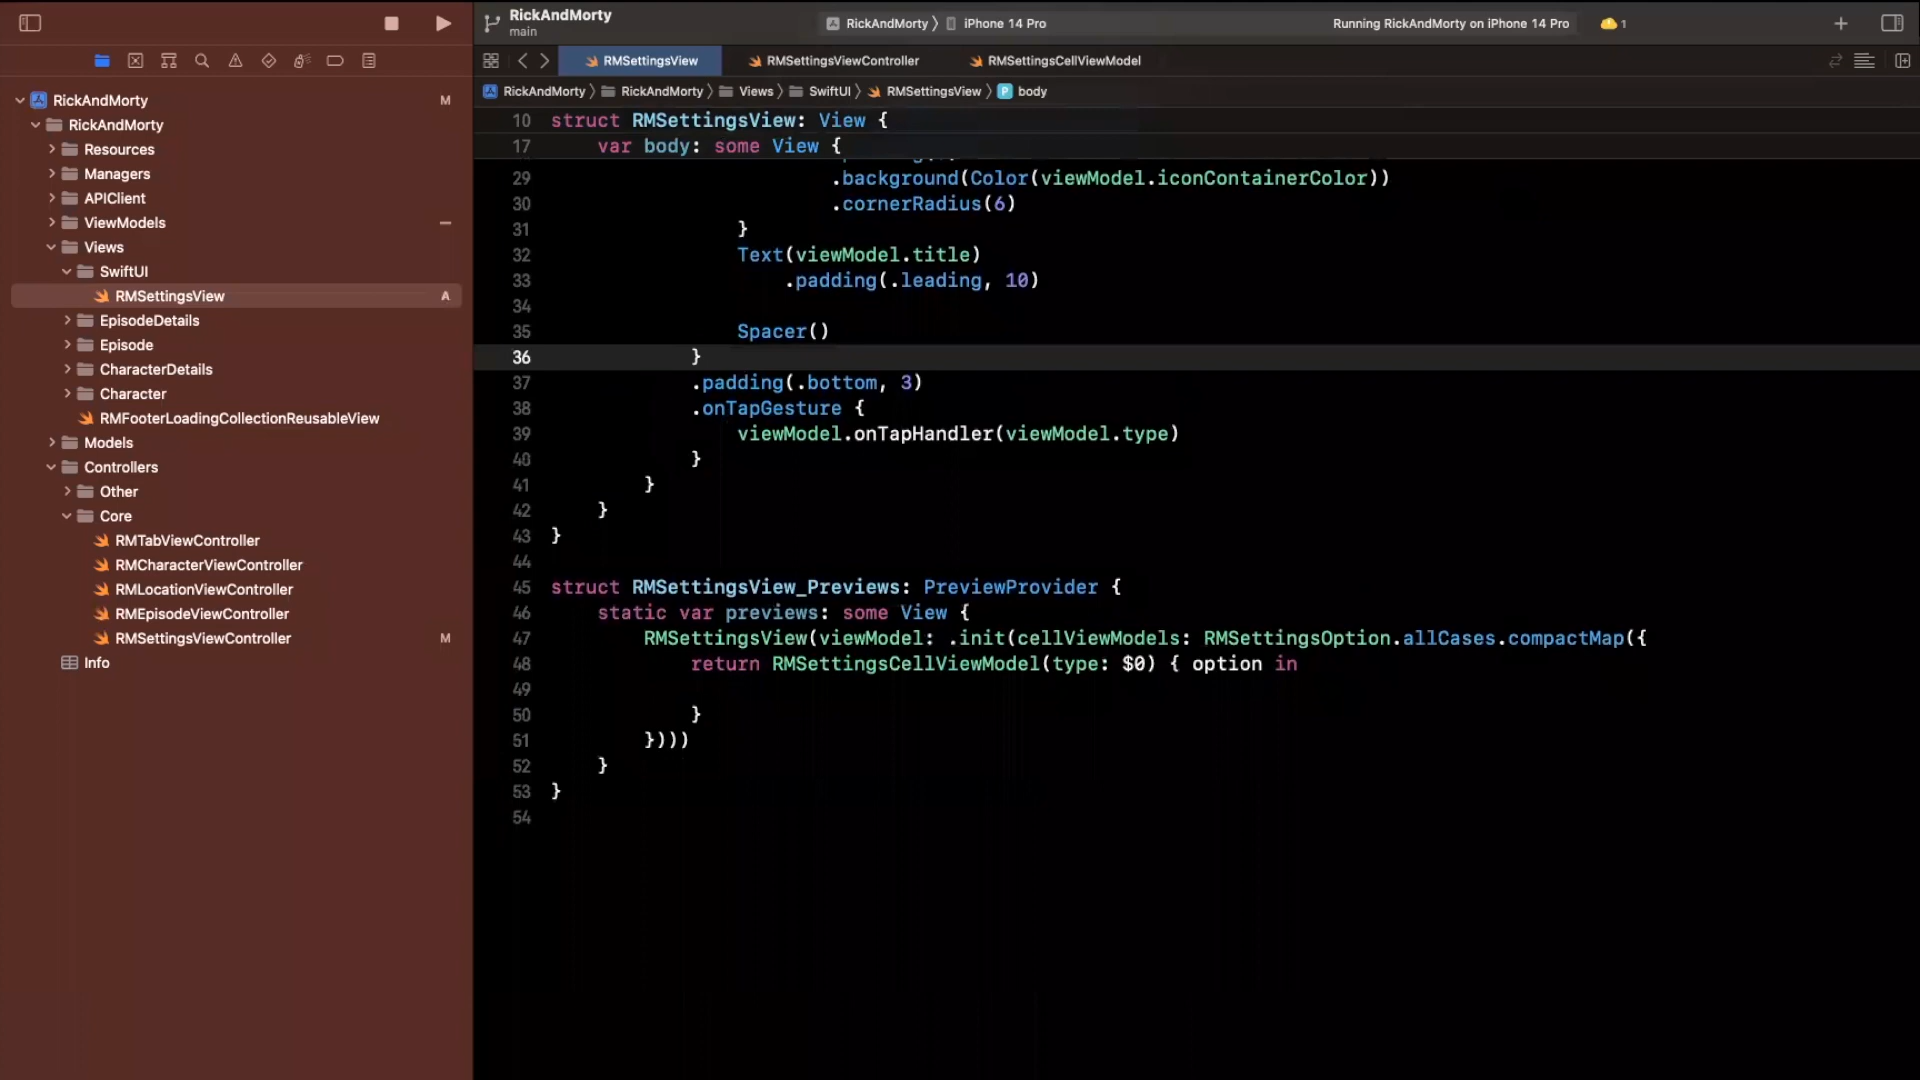 RickAndMorty
main
RickAndMorty 〉 iPhone 14 Pro
Running RickAndMorty on iPhone 14 Pro
1
RMSettingsView
RMSettingsViewController
RMSettingsCellViewModel
RickAndMorty 〉 RickAndMorty 〉 Views 〉 SwiftUI 〉 RMSettingsView 〉 P body
RickAndMorty M
RickAndMorty
Resources
Managers
APIClient
ViewModels
Views
SwiftUI
RMSettingsView A
EpisodeDetails
Episode
CharacterDetails
Character
RMFooterLoadingCollectionReusableView
Models
Controllers
Other
Core
RMTabViewController
RMCharacterViewController
RMLocationViewController
RMEpisodeViewController
RMSettingsViewController M
Info
10 struct RMSettingsView: View {
17 var body: some View {
29 .background(Color(viewModel.iconContainerColor))
30 .cornerRadius(6)
31 }
32 Text(viewModel.title)
33 .padding(.leading, 10)
34
35 Spacer()
36 }
37 .padding(.bottom, 3)
38 .onTapGesture {
39 viewModel.onTapHandler(viewModel.type)
40 }
41 }
42 }
43 }
44
45 struct RMSettingsView_Previews: PreviewProvider {
46 static var previews: some View {
47 RMSettingsView(viewModel: .init(cellViewModels: RMSettingsOption.allCases.compactMap({
48 return RMSettingsCellViewModel(type: $0) { option in
49
50 }
51 })))
52 }
53 }
54